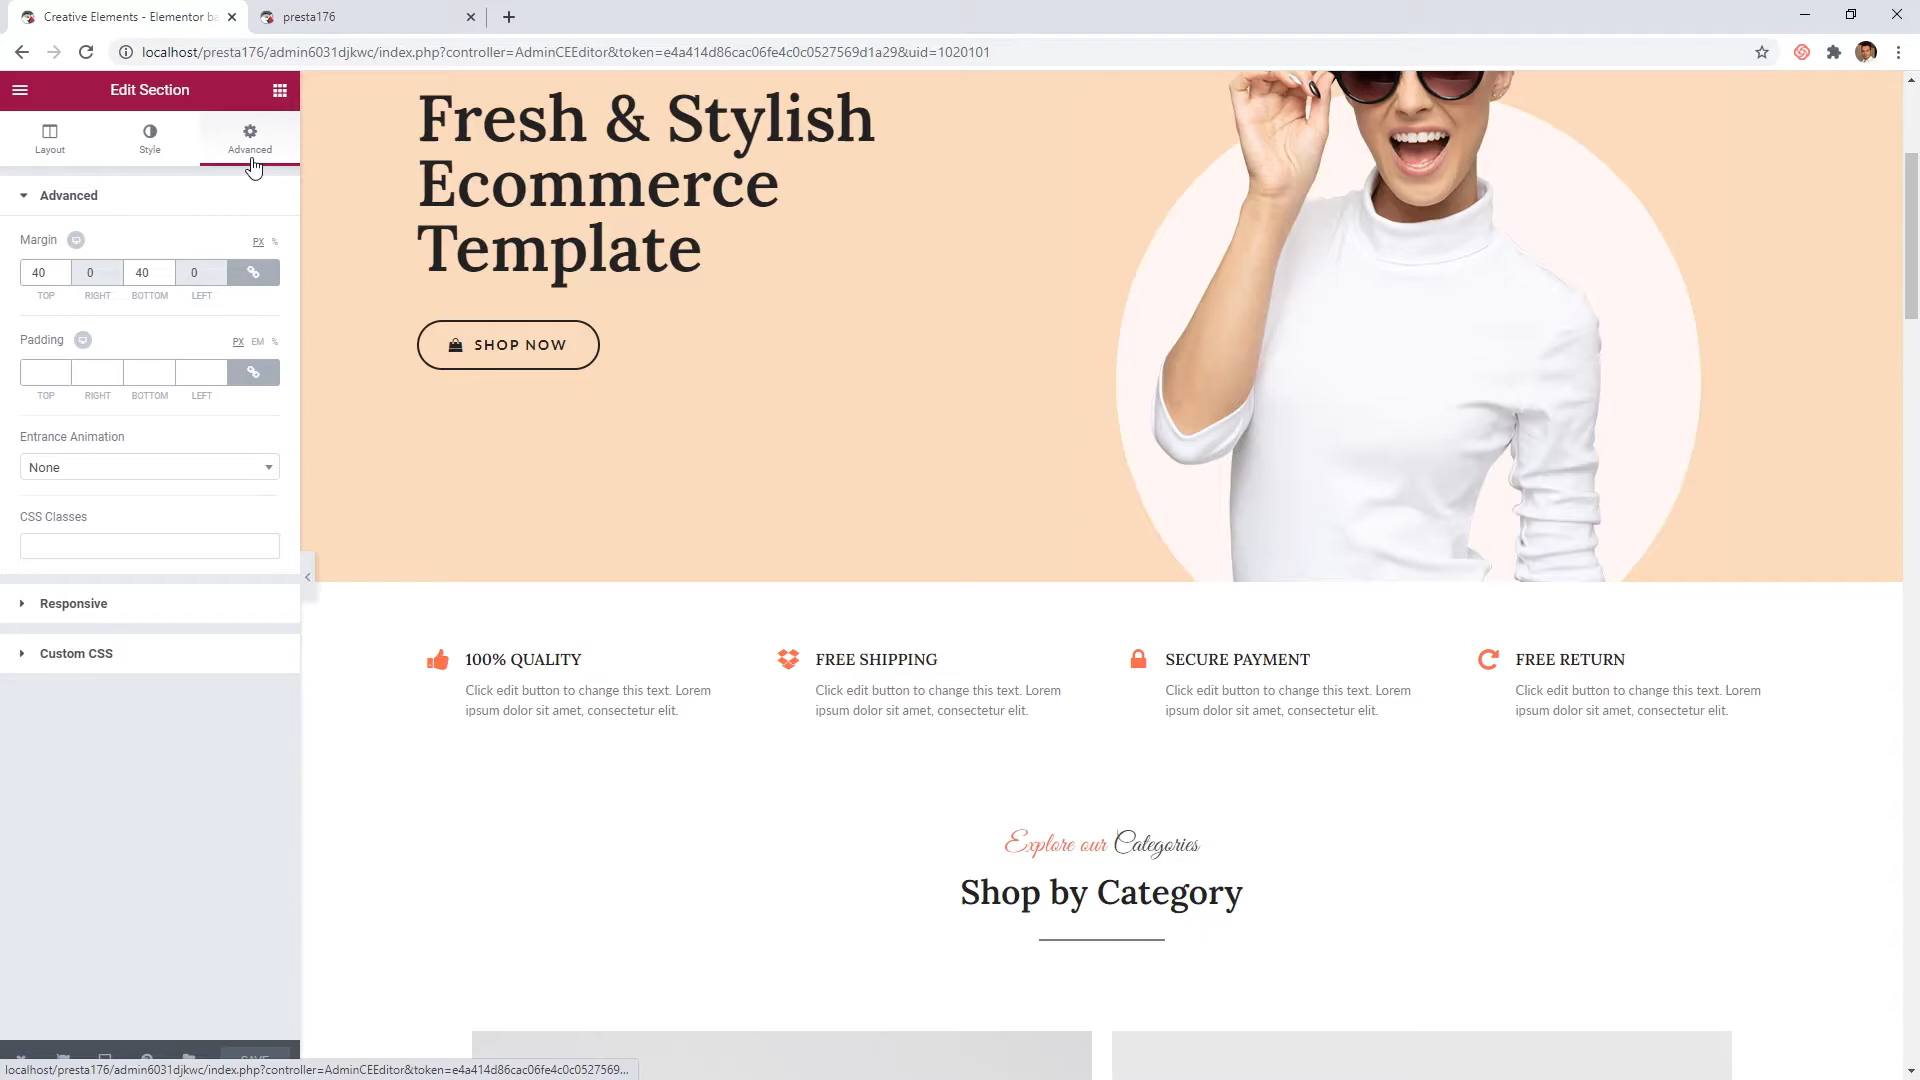 Creative Elements - Elementor ba
presta176
localhost/presta176/admin6031djkwc/index.php?controller=AdminCEEditor&token=e4a414d86cac06fe4c0c0527569d1a29&uid=1020101
Edit Section
Layout
Style
Advanced
Advanced
Margin
PX %
40 0 40 0
TOP RIGHT BOTTOM LEFT
Padding
PX EM %
TOP RIGHT BOTTOM LEFT
Entrance Animation
None
CSS Classes
Responsive
Custom CSS
SAVE
localhost/presta176/admin6031djkwc/index.php?controller=AdminCEEditor&token=e4a414d86cac06fe4c0c0527569...
Fresh & Stylish
Ecommerce
Template
SHOP NOW
100% QUALITY
Click edit button to change this text. Lorem
ipsum dolor sit amet, consectetur elit.
FREE SHIPPING
Click edit button to change this text. Lorem
ipsum dolor sit amet, consectetur elit.
SECURE PAYMENT
Click edit button to change this text. Lorem
ipsum dolor sit amet, consectetur elit.
FREE RETURN
Click edit button to change this text. Lorem
ipsum dolor sit amet, consectetur elit.
Explore our Categories
Shop by Category